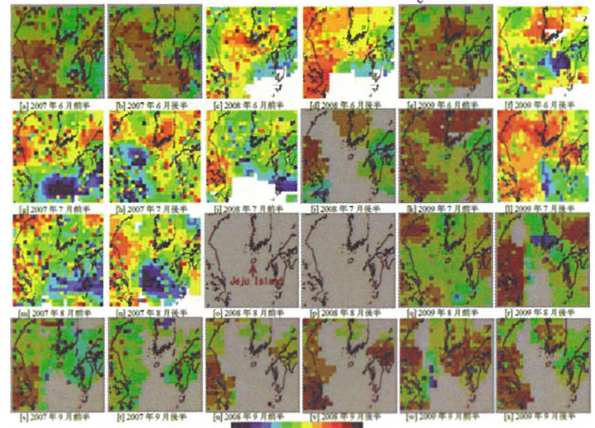 [a] 2007年6月前半
[b] 2007年6月後半
[c] 2008年6月前半
[d] 2008年6月後半
[e] 2009年6月前半
[f] 2009年6月後半
[g] 2007年7月前半
[h] 2007年7月後半
[i] 2008年7月前半
[j] 2008年7月後半
[k] 2009年7月前半
[l] 2009年7月後半
Jeju Island
[m] 2007年8月前半
[n] 2007年8月後半
[o] 2008年8月前半
[p] 2008年8月後半
[q] 2009年8月前半
[r] 2009年8月後半
[s] 2007年9月前半
[t] 2007年9月後半
[u] 2008年9月前半
[v] 2008年9月後半
[w] 2009年9月前半
[x] 2009年9月後半